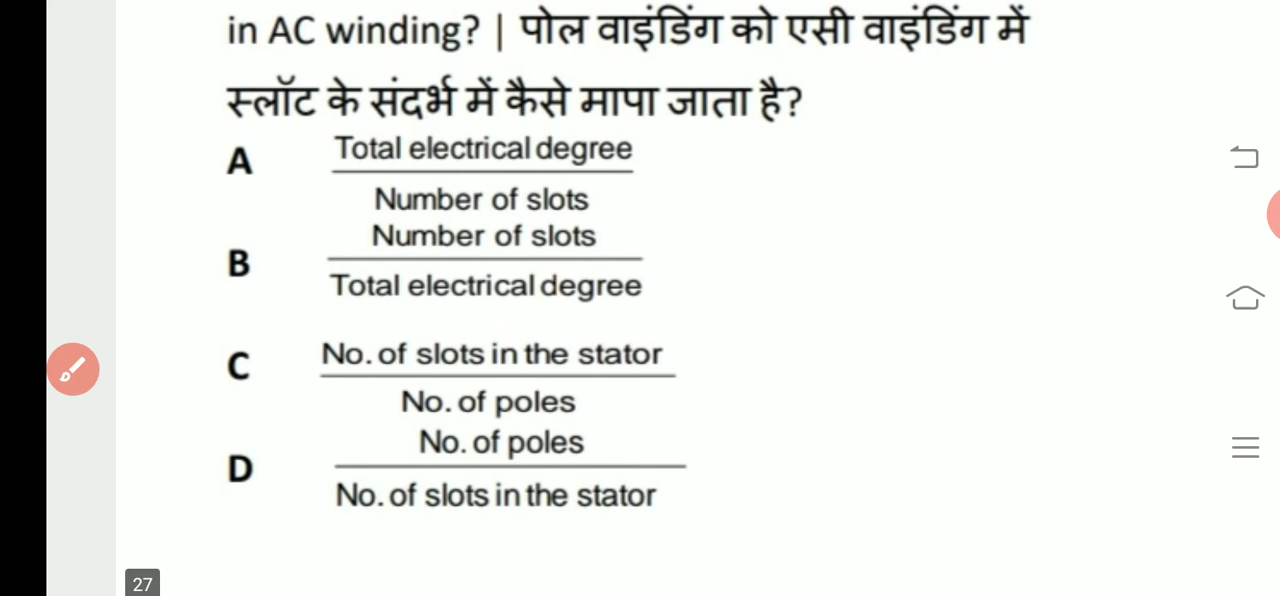 in AC winding? | पोल वाइंडिंग को एसी वाइंडिंग में
स्लॉट के संदर्भ में कैसे मापा जाता है?
A
Total electrical degree
Number of slots
B
Number of slots
Total electrical degree
C
No. of slots in the stator
No. of poles
D
No. of poles
No. of slots in the stator
27